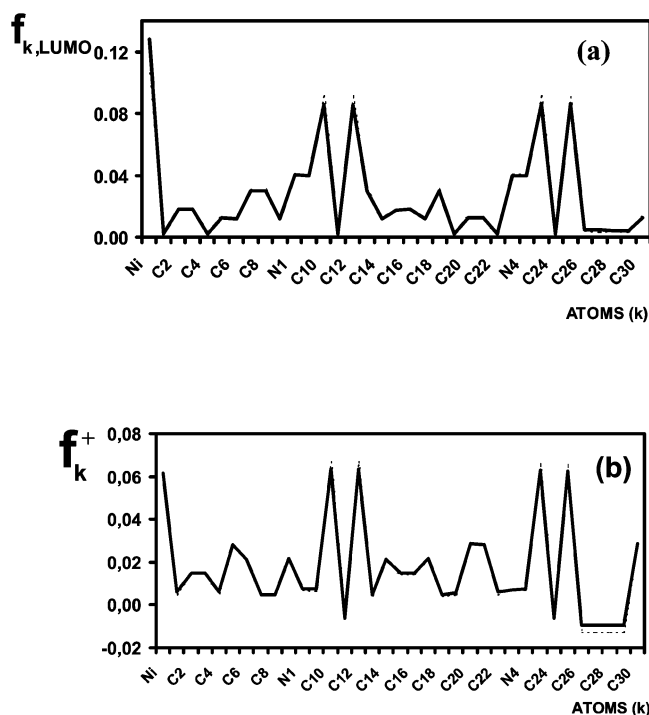 f k,LUMO
(a)
0.12
0.08
0.04
0.00
Ni C2 C4 C6 C8 N1 C10 C12 C14 C16 C18 C20 C22 N4 C24 C26 C28 C30
ATOMS (k)
f k +
(b)
0,08
0,06
0,04
0,02
0,00
-0,02
Ni C2 C4 C6 C8 N1 C10 C12 C14 C16 C18 C20 C22 N4 C24 C26 C28 C30
ATOMS (k)